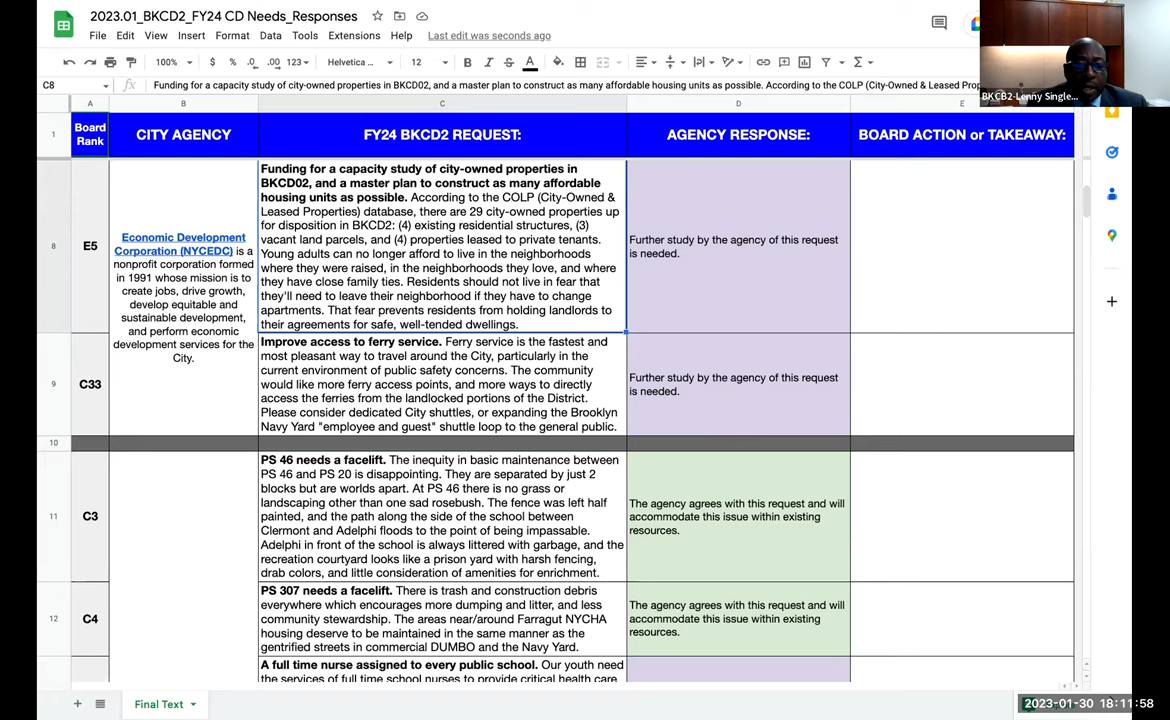 2023.01_BKCD2_FY24 CD Needs_Responses
File Edit View Insert Format Data Tools Extensions Help Last edit was seconds ago
100% $ % .0 .00 123 Helvetica ... 12 B I S A
C8 fx Funding for a capacity study of city-owned properties in BKCD02, and a master plan to construct as many affordable housing units as possible. According to the COLP (City-Owned & Leased Prop
BKCB2-Lenny Single...
A B C D E
1 Board
Rank
CITY AGENCY
FY24 BKCD2 REQUEST:
AGENCY RESPONSE:
BOARD ACTION or TAKEAWAY:
8
E5
Economic Development
Corporation (NYCEDC) is a
nonprofit corporation formed
in 1991 whose mission is to
create jobs, drive growth,
develop equitable and
sustainable development,
and perform economic
development services for the
City.
Funding for a capacity study of city-owned properties in
BKCD02, and a master plan to construct as many affordable
housing units as possible. According to the COLP (City-Owned &
Leased Properties) database, there are 29 city-owned properties up
for disposition in BKCD2: (4) existing residential structures, (3)
vacant land parcels, and (4) properties leased to private tenants.
Young adults can no longer afford to live in the neighborhoods
where they were raised, in the neighborhoods they love, and where
they have close family ties. Residents should not live in fear that
they'll need to leave their neighborhood if they have to change
apartments. That fear prevents residents from holding landlords to
their agreements for safe, well-tended dwellings.
Further study by the agency of this request
is needed.
9
C33
Improve access to ferry service. Ferry service is the fastest and
most pleasant way to travel around the City, particularly in the
current environment of public safety concerns. The community
would like more ferry access points, and more ways to directly
access the ferries from the landlocked portions of the District.
Please consider dedicated City shuttles, or expanding the Brooklyn
Navy Yard "employee and guest" shuttle loop to the general public.
Further study by the agency of this request
is needed.
10
11
C3
PS 46 needs a facelift. The inequity in basic maintenance between
PS 46 and PS 20 is disappointing. They are separated by just 2
blocks but are worlds apart. At PS 46 there is no grass or
landscaping other than one sad rosebush. The fence was left half
painted, and the path along the side of the school between
Clermont and Adelphi floods to the point of being impassable.
Adelphi in front of the school is always littered with garbage, and the
recreation courtyard looks like a prison yard with harsh fencing,
drab colors, and little consideration of amenities for enrichment.
The agency agrees with this request and will
accommodate this issue within existing
resources.
12
C4
PS 307 needs a facelift. There is trash and construction debris
everywhere which encourages more dumping and litter, and less
community stewardship. The areas near/around Farragut NYCHA
housing deserve to be maintained in the same manner as the
gentrified streets in commercial DUMBO and the Navy Yard.
The agency agrees with this request and will
accommodate this issue within existing
resources.
A full time nurse assigned to every public school. Our youth need
the services of full time school nurses to provide critical health care
Final Text
2023-01-30 18:11:58